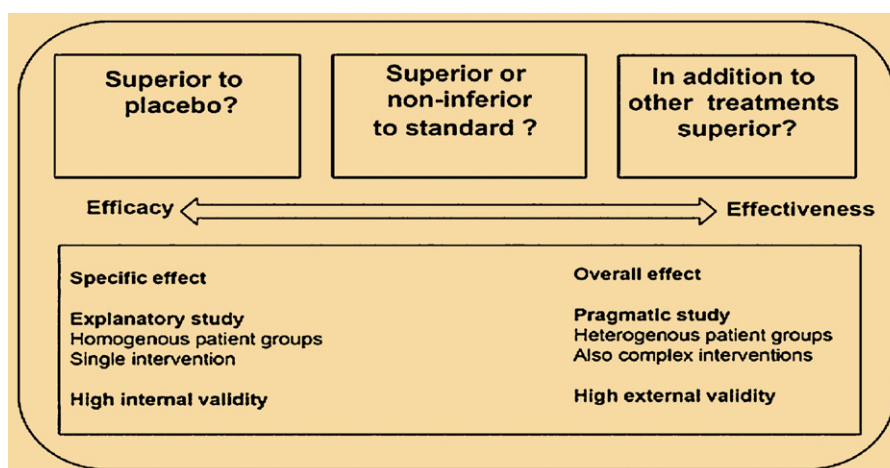 Superior to
placebo?
Superior or
non-inferior
to standard ?
In addition to
other treatments
superior?
Efficacy
Effectiveness
Specific effect
Explanatory study
Homogenous patient groups
Single intervention
High internal validity
Overall effect
Pragmatic study
Heterogenous patient groups
Also complex interventions
High external validity